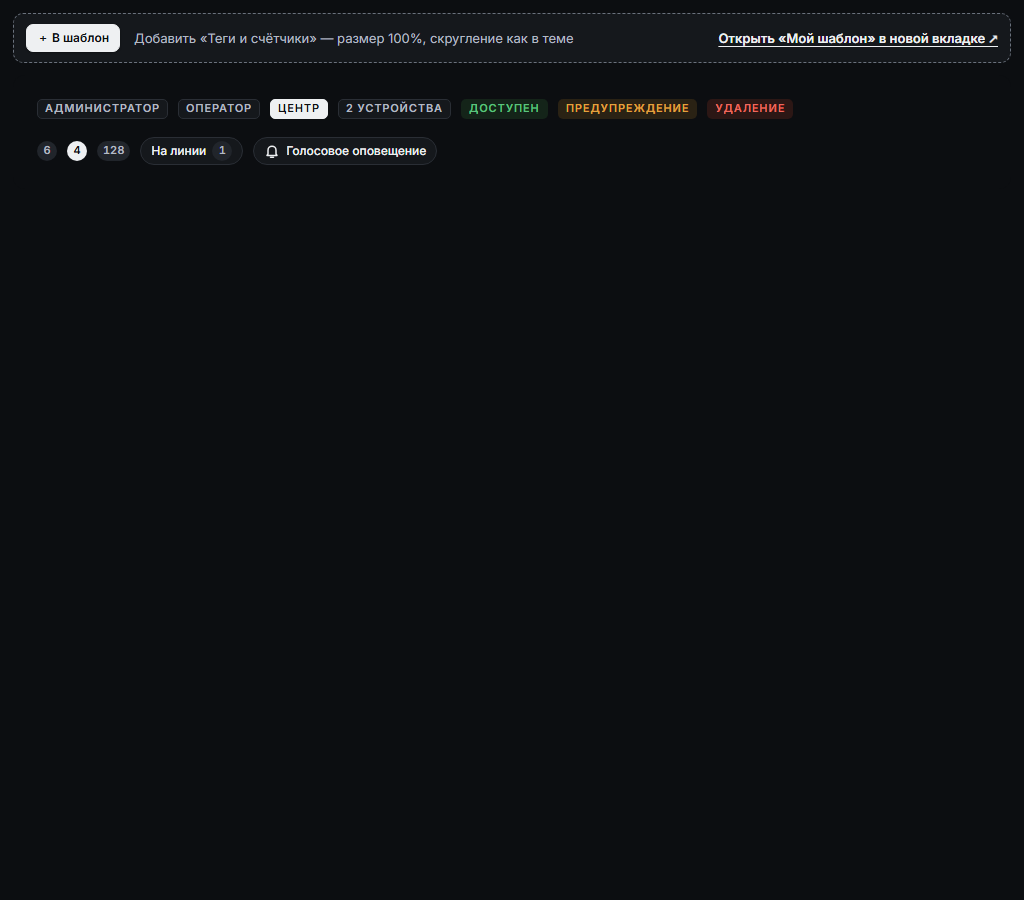 + В шаблон Добавить «Теги и счётчики» — размер 100%, скругление как в теме Открыть «Мой шаблон» в новой вкладке ↗
АДМИНИСТРАТОР ОПЕРАТОР ЦЕНТР 2 УСТРОЙСТВА ДОСТУПЕН ПРЕДУПРЕЖДЕНИЕ УДАЛЕНИЕ
6 4 128 На линии 1 Голосовое оповещение